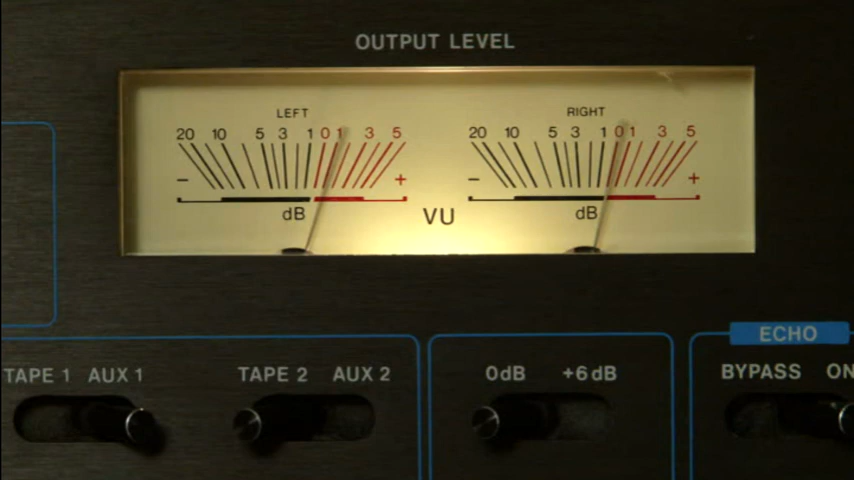 OUTPUT LEVEL
LEFT
RIGHT
20 10 5 3 1 0 1 3 5
20 10 5 3 1 0 1 3 5
- +
- +
dB
VU
dB
ECHO
TAPE 1 AUX 1
TAPE 2 AUX 2
0dB +6dB
BYPASS ON